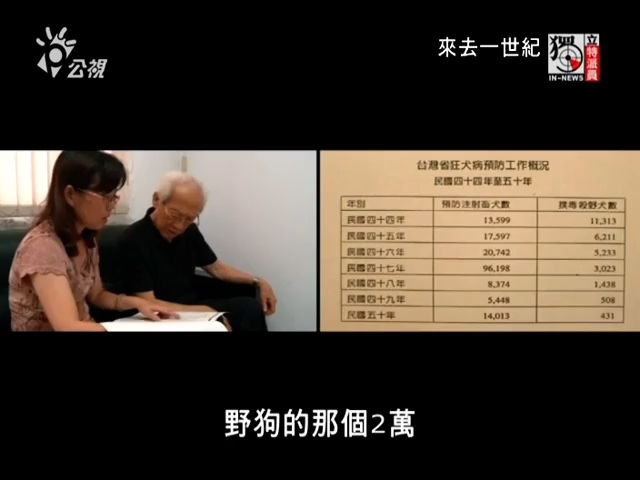 公視
來去一世紀
獨
立
特
派
員
IN-NEWS
台灣省狂犬病預防工作概況
民國四十四年至五十年
年別 預防注射畜犬數 撲毒殺野犬數
民國四十四年 13,599 11,313
民國四十五年 17,597 6,211
民國四十六年 20,742 5,233
民國四十七年 96,198 3,023
民國四十八年 8,374 1,438
民國四十九年 5,448 508
民國五十年 14,013 431
野狗的那個2萬